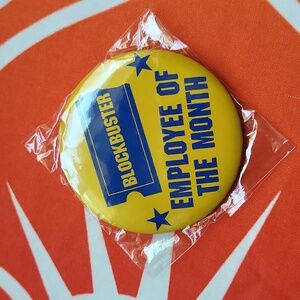 BLOCKBUSTER
EMPLOYEE OF
THE MONTH